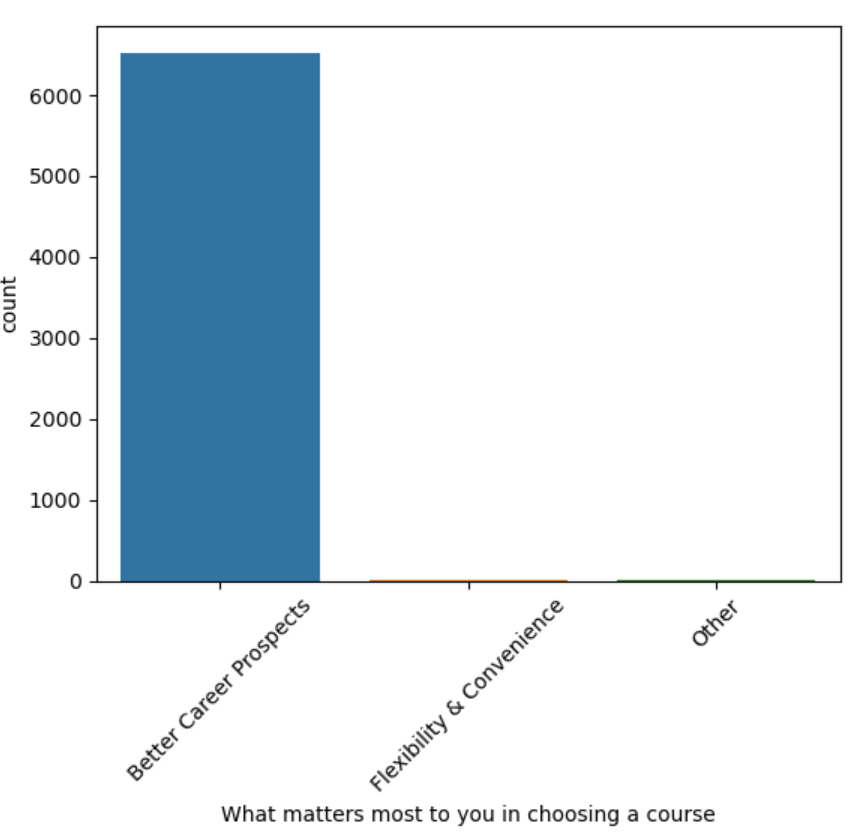 6000
5000
4000
3000
2000
1000
0
count
Better Career Prospects
Flexibility & Convenience
Other
What matters most to you in choosing a course